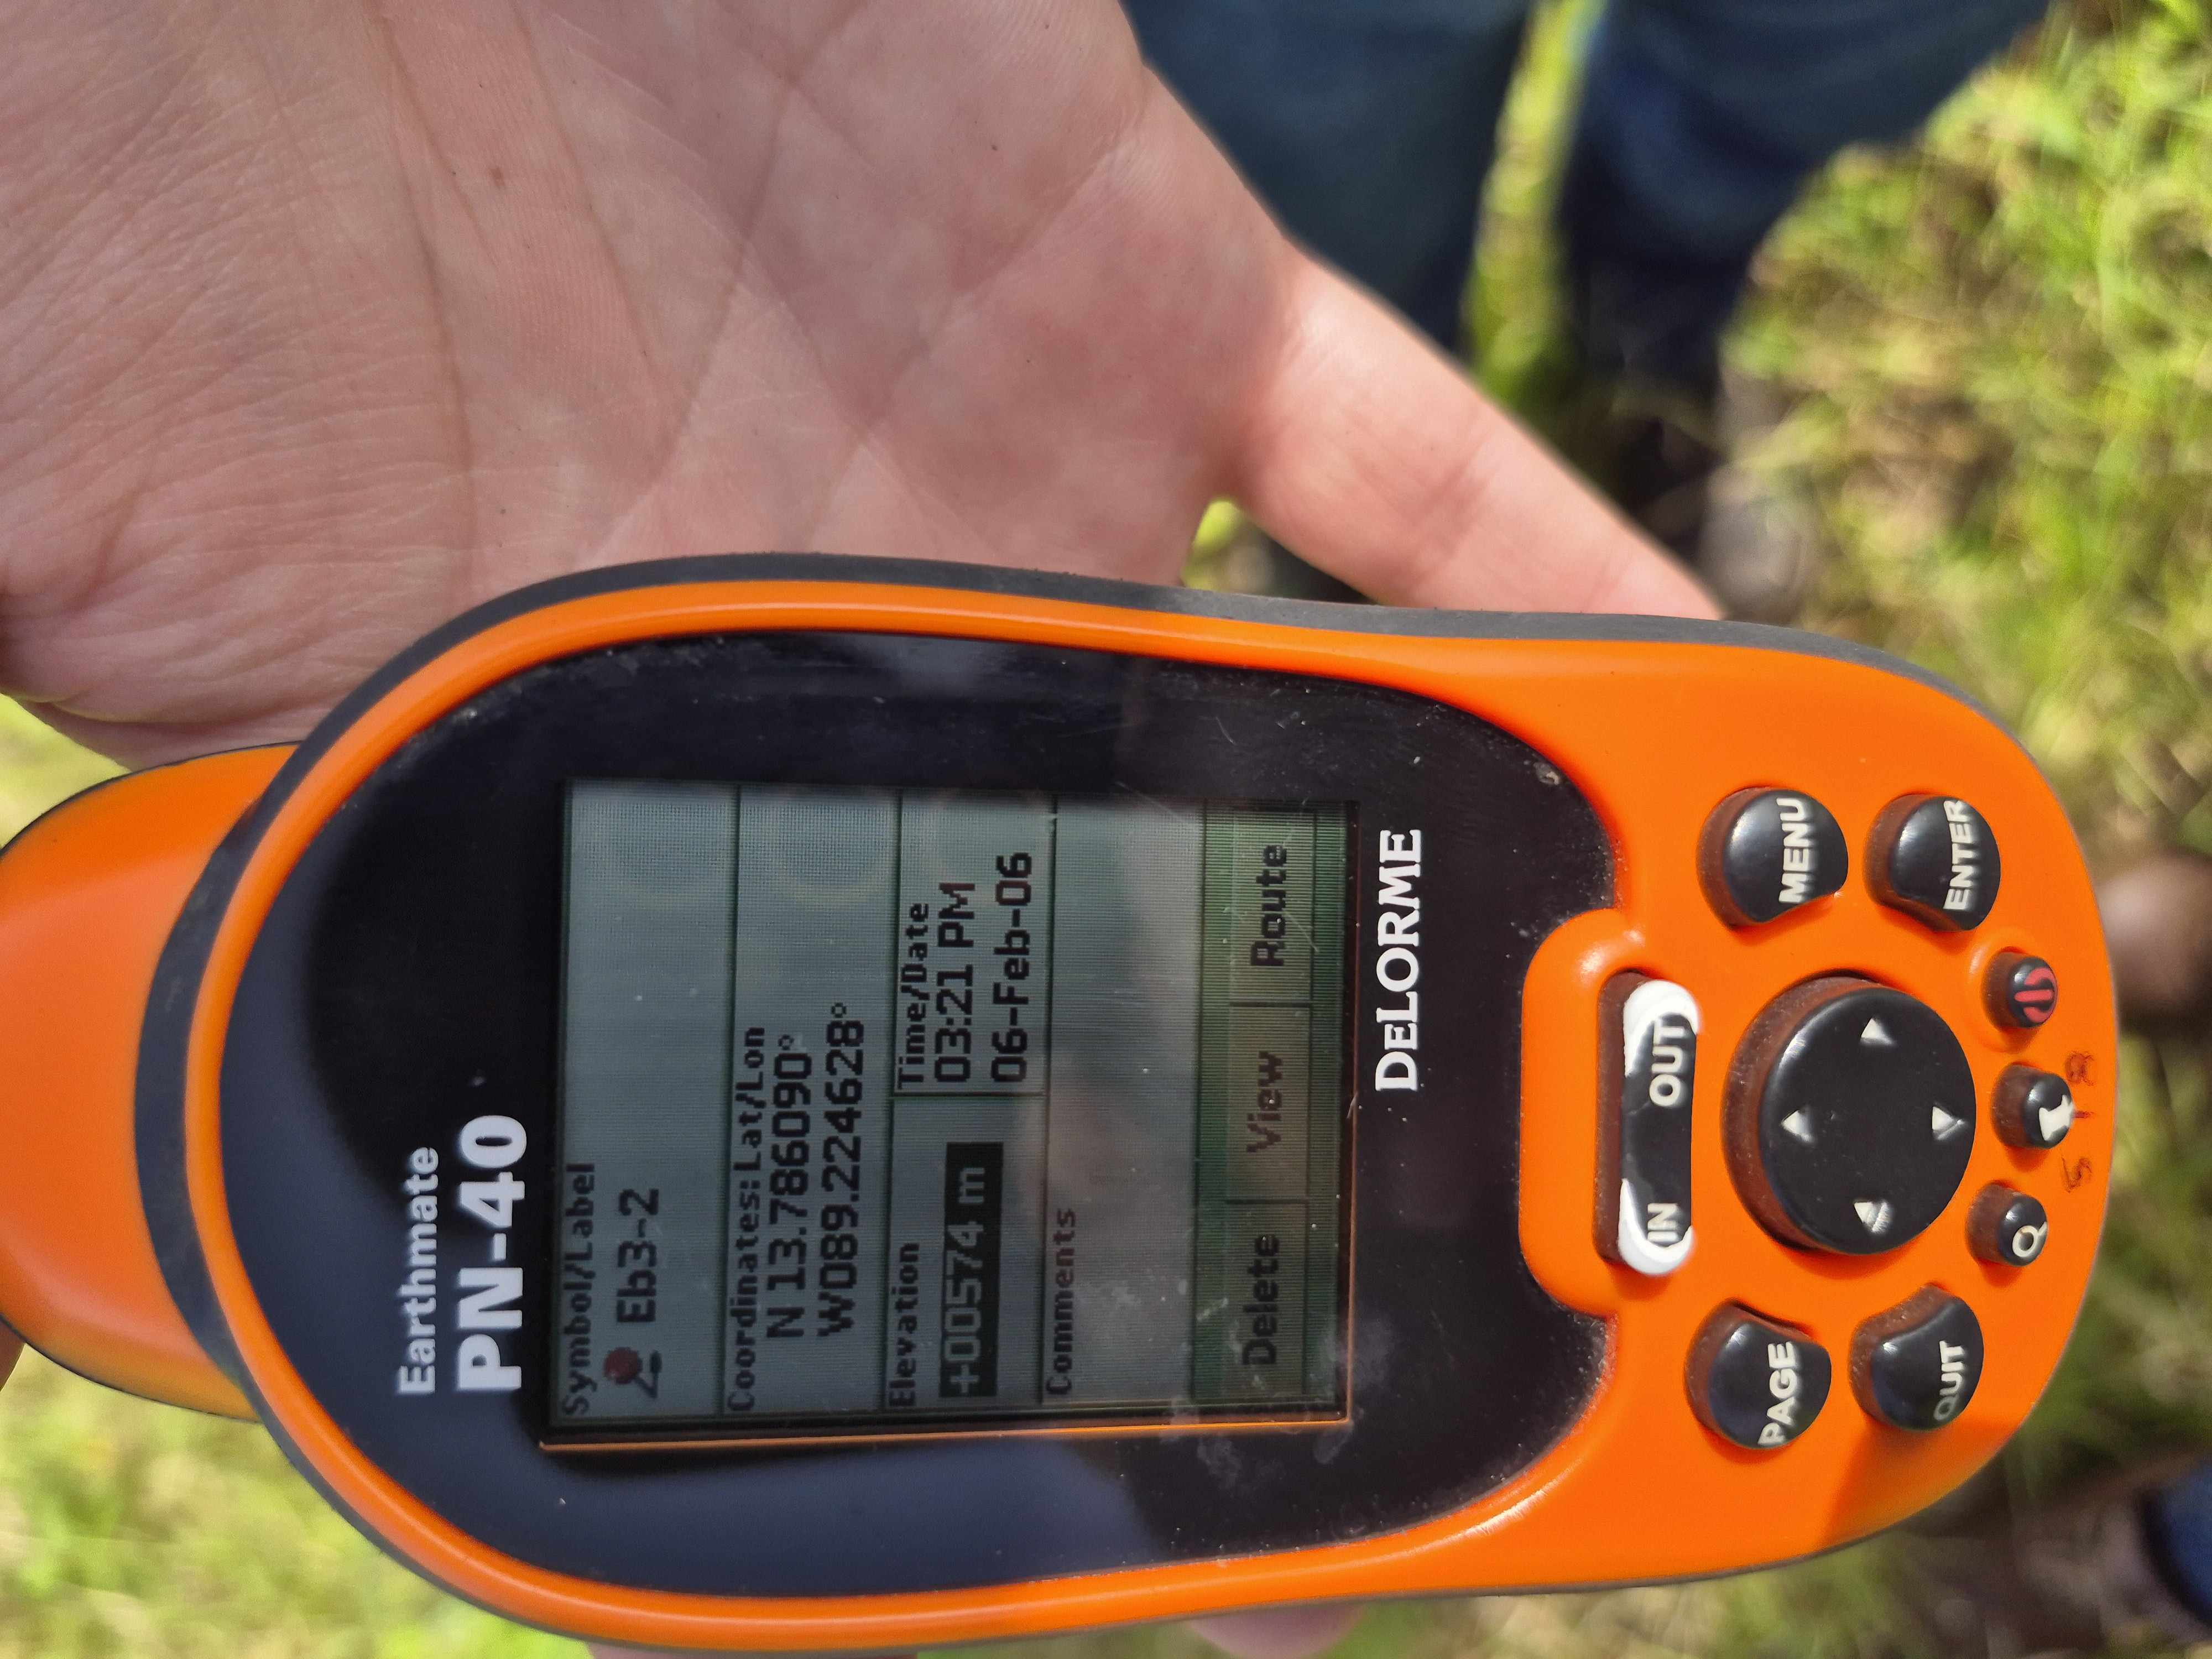 Earthmate
PN-40
Symbol/Label
Eb3-2
Coordinates: Lat/Lon
N 13.786090°
W089.224628°
Elevation
+00574 m
Time/Date
03:21 PM
06-Feb-06
Comments
Delete View Route
DELORME
IN OUT
PAGE MENU
QUIT ENTER
518